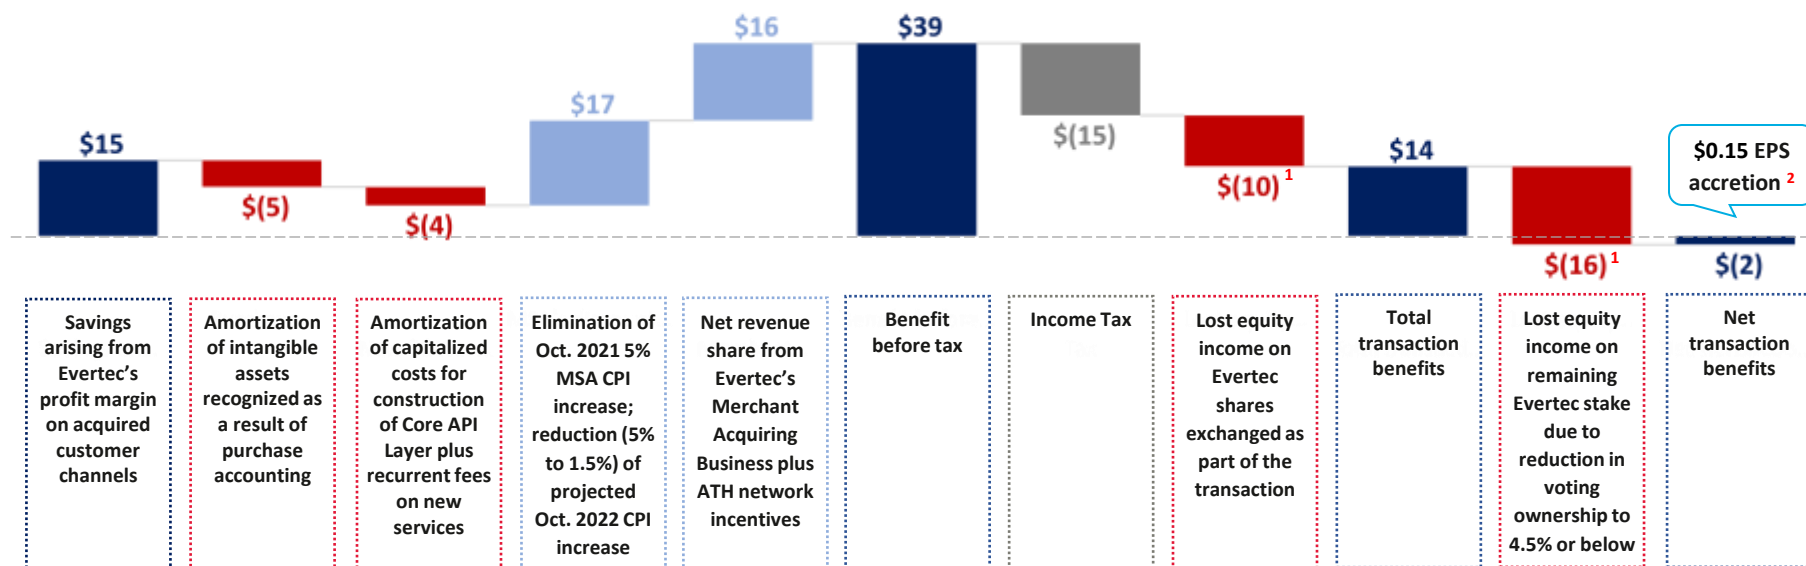 $15
$(5)
$(4)
$17
$16
$39
$(15)
$(10) 1
$14
$(16) 1
$(2)
$0.15 EPS
accretion 2
Savings
arising from
Evertec's
profit margin
on acquired
customer
channels
Amortization
of intangible
assets
recognized as
a result of
purchase
accounting
Amortization
of capitalized
costs for
construction
of Core API
Layer plus
recurrent fees
on new
services
Elimination of
Oct. 2021 5%
MSA CPI
increase;
reduction (5%
to 1.5%) of
projected
Oct. 2022 CPI
increase
Net revenue
share from
Evertec's
Merchant
Acquiring
Business plus
ATH network
incentives
Benefit
before tax
Income Tax
Lost equity
income on
Evertec
shares
exchanged as
part of the
transaction
Total
transaction
benefits
Lost equity
income on
remaining
Evertec stake
due to
reduction in
voting
ownership to
4.5% or below
Net
transaction
benefits